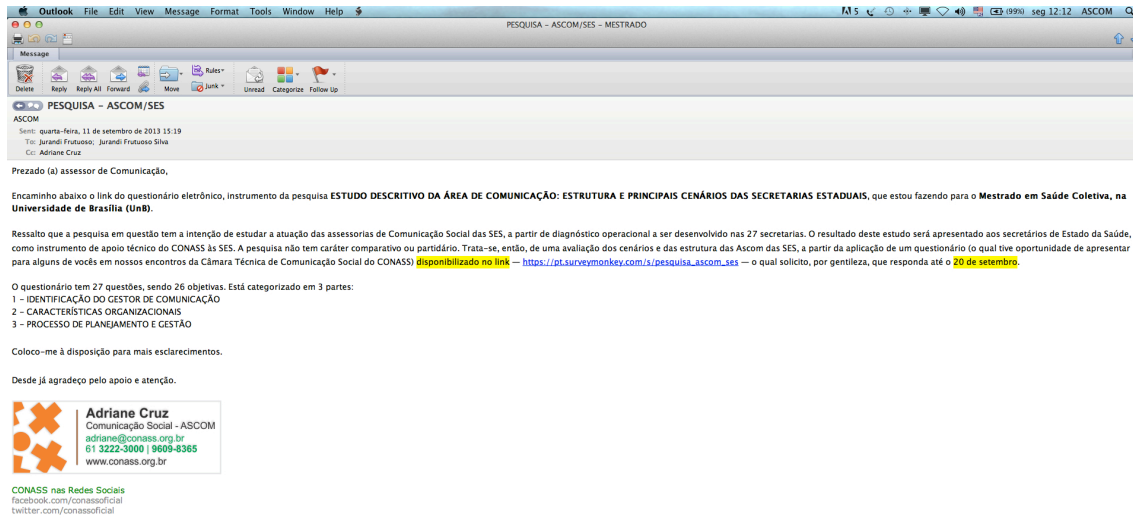 Outlook File Edit View Message Format Tools Window Help
5 (99%) seg 12:12 ASCOM
PESQUISA – ASCOM/SES – MESTRADO
Message
Delete Reply Reply All Forward Move Rules Junk Unread Categorize Follow Up
PESQUISA – ASCOM/SES
ASCOM
Sent: quarta-feira, 11 de setembro de 2013 15:19
To: Jurandi Frutuoso; Jurandi Frutuoso Silva
Cc: Adriane Cruz
Prezado (a) assessor de Comunicação,
Encaminho abaixo o link do questionário eletrônico, instrumento da pesquisa ESTUDO DESCRITIVO DA ÁREA DE COMUNICAÇÃO: ESTRUTURA E PRINCIPAIS CENÁRIOS DAS SECRETARIAS ESTADUAIS, que estou fazendo para o Mestrado em Saúde Coletiva, na
Universidade de Brasília (UnB).
Ressalto que a pesquisa em questão tem a intenção de estudar a atuação das assessorias de Comunicação Social das SES, a partir de diagnóstico operacional a ser desenvolvido nas 27 secretarias. O resultado deste estudo será apresentado aos secretários de Estado da Saúde,
como instrumento de apoio técnico do CONASS às SES. A pesquisa não tem caráter comparativo ou partidário. Trata-se, então, de uma avaliação dos cenários e das estrutura das Ascom das SES, a partir da aplicação de um questionário (o qual tive oportunidade de apresentar
para alguns de vocês em nossos encontros da Câmara Técnica de Comunicação Social do CONASS) disponibilizado no link — https://pt.surveymonkey.com/s/pesquisa_ascom_ses — o qual solicito, por gentileza, que responda até o 20 de setembro.
O questionário tem 27 questões, sendo 26 objetivas. Está categorizado em 3 partes:
1 – IDENTIFICAÇÃO DO GESTOR DE COMUNICAÇÃO
2 – CARACTERÍSTICAS ORGANIZACIONAIS
3 – PROCESSO DE PLANEJAMENTO E GESTÃO
Coloco-me à disposição para mais esclarecimentos.
Desde já agradeço pelo apoio e atenção.
Adriane Cruz
Comunicação Social - ASCOM
adriane@conass.org.br
61 3222-3000 | 9609-8365
www.conass.org.br
CONASS nas Redes Sociais
facebook.com/conassoficial
twitter.com/conassoficial